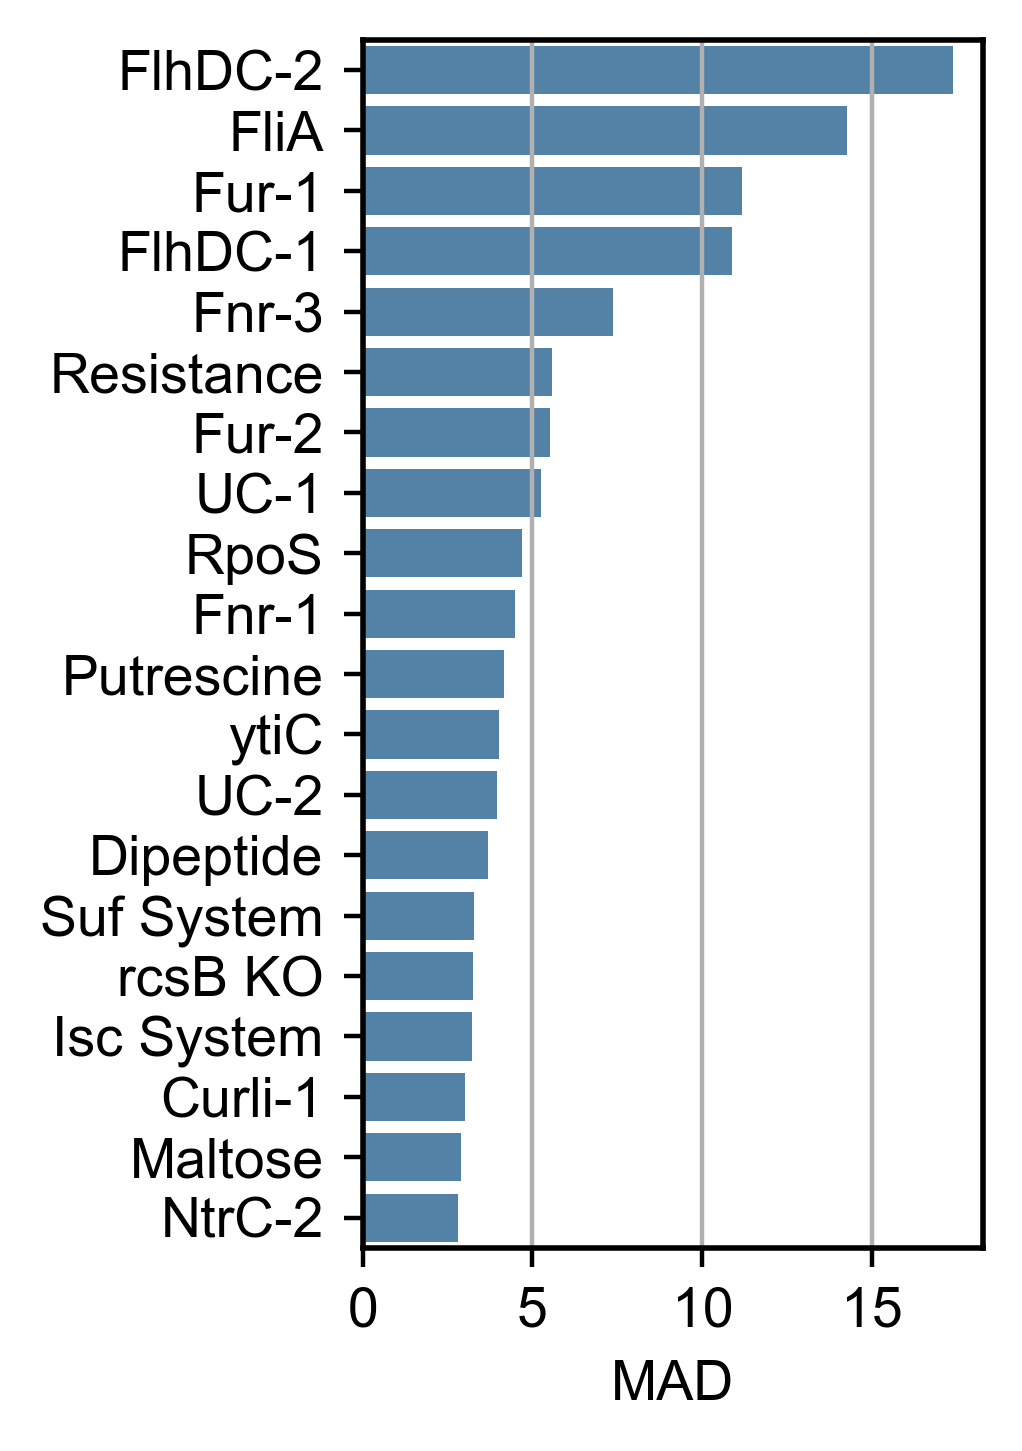 FlhDC-2
FliA
Fur-1
FlhDC-1
Fnr-3
Resistance
Fur-2
UC-1
RpoS
Fnr-1
Putrescine
ytiC
UC-2
Dipeptide
Suf System
rcsB KO
Isc System
Curli-1
Maltose
NtrC-2
0 5 10 15
MAD